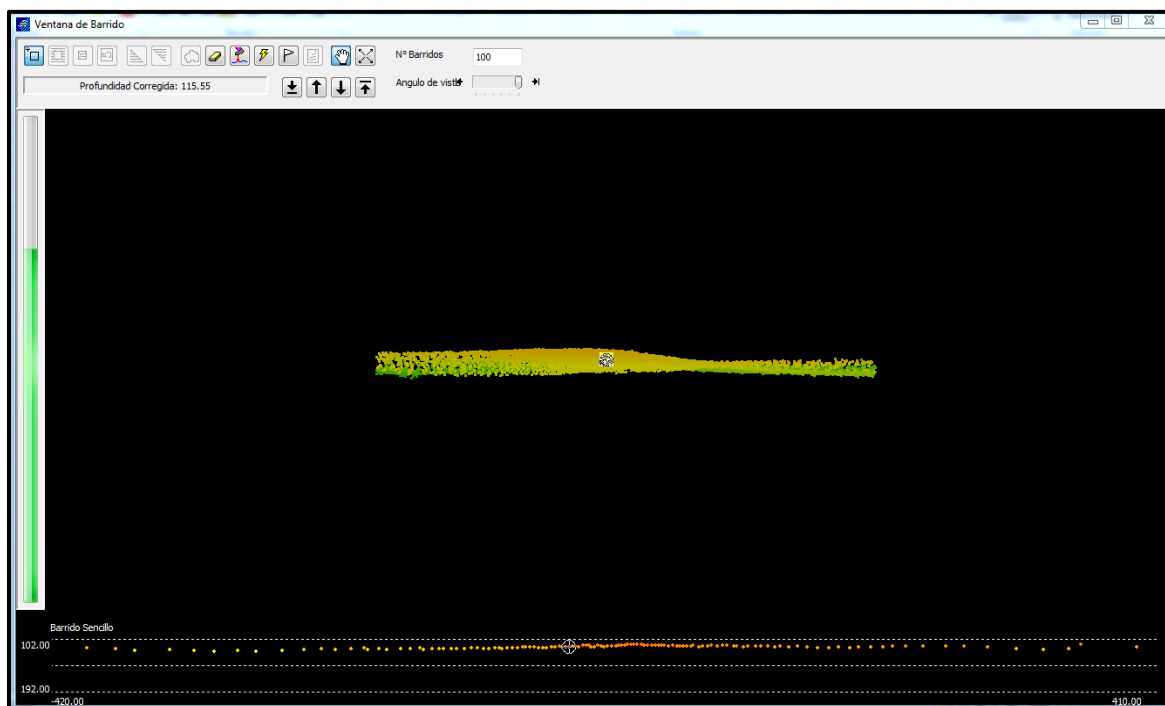 Ventana de Barrido
Nº Barridos
100
Profundidad Corregida: 115.55
Angulo de vista
Barrido Sencillo
102.00
192.00
-420.00
410.00